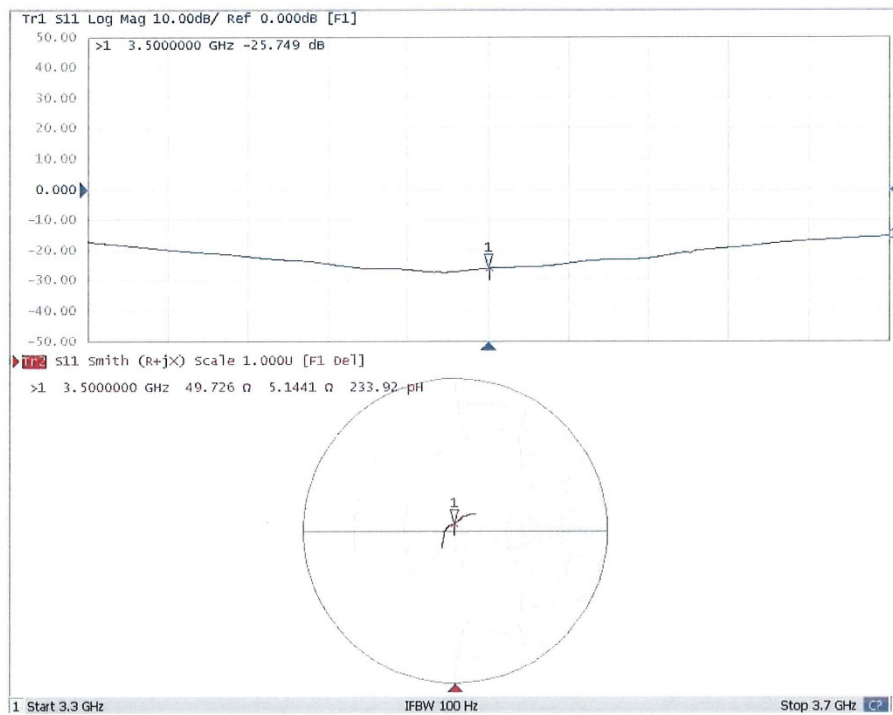 Tr1 S11 Log Mag 10.00dB/ Ref 0.000dB [F1]
50.00
>1 3.5000000 GHz -25.749 dB
40.00
30.00
20.00
10.00
0.000
-10.00
-20.00
1
-30.00
-40.00
-50.00
Tr2 S11 Smith (R+jX) Scale 1.000U [F1 Del]
>1 3.5000000 GHz 49.726 Ω 5.1441 Ω 233.92 pH
1
1 Start 3.3 GHz IFBW 100 Hz Stop 3.7 GHz C?